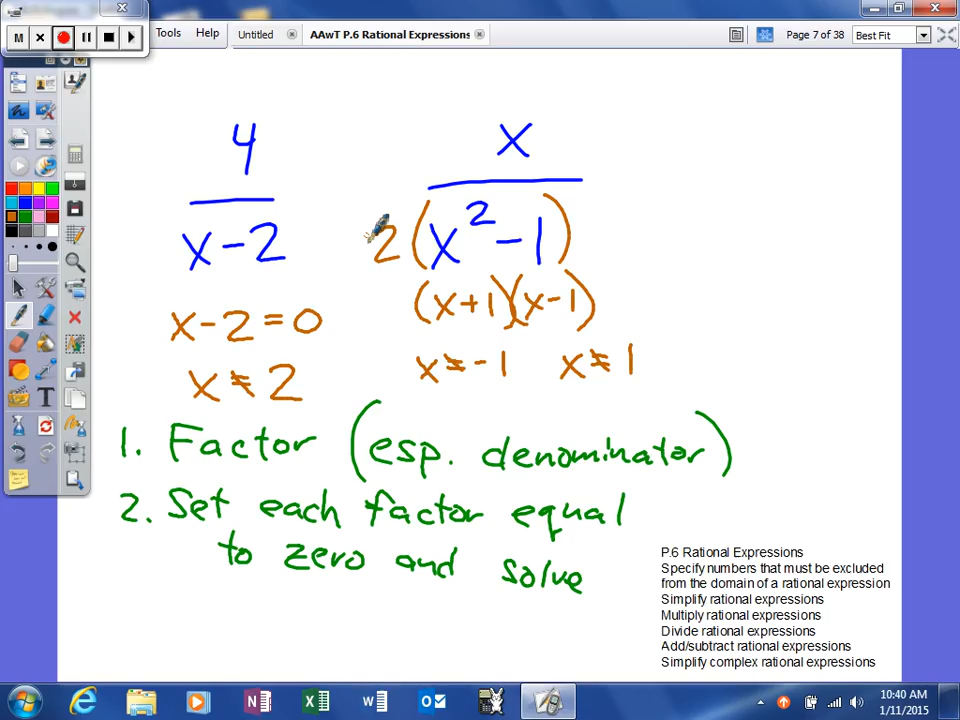 M
Tools Help Untitled AAwT P.6 Rational Expressions Page 7 of 38 Best Fit
4
x-2
x
2(x²-1)
(x+1)(x-1)
x-2=0
x≠2
x≠-1 x≠1
1. Factor (esp. denominator)
2. Set each factor equal
to zero and solve
P.6 Rational Expressions
Specify numbers that must be excluded
from the domain of a rational expression
Simplify rational expressions
Multiply rational expressions
Divide rational expressions
Add/subtract rational expressions
Simplify complex rational expressions
10:40 AM
1/11/2015